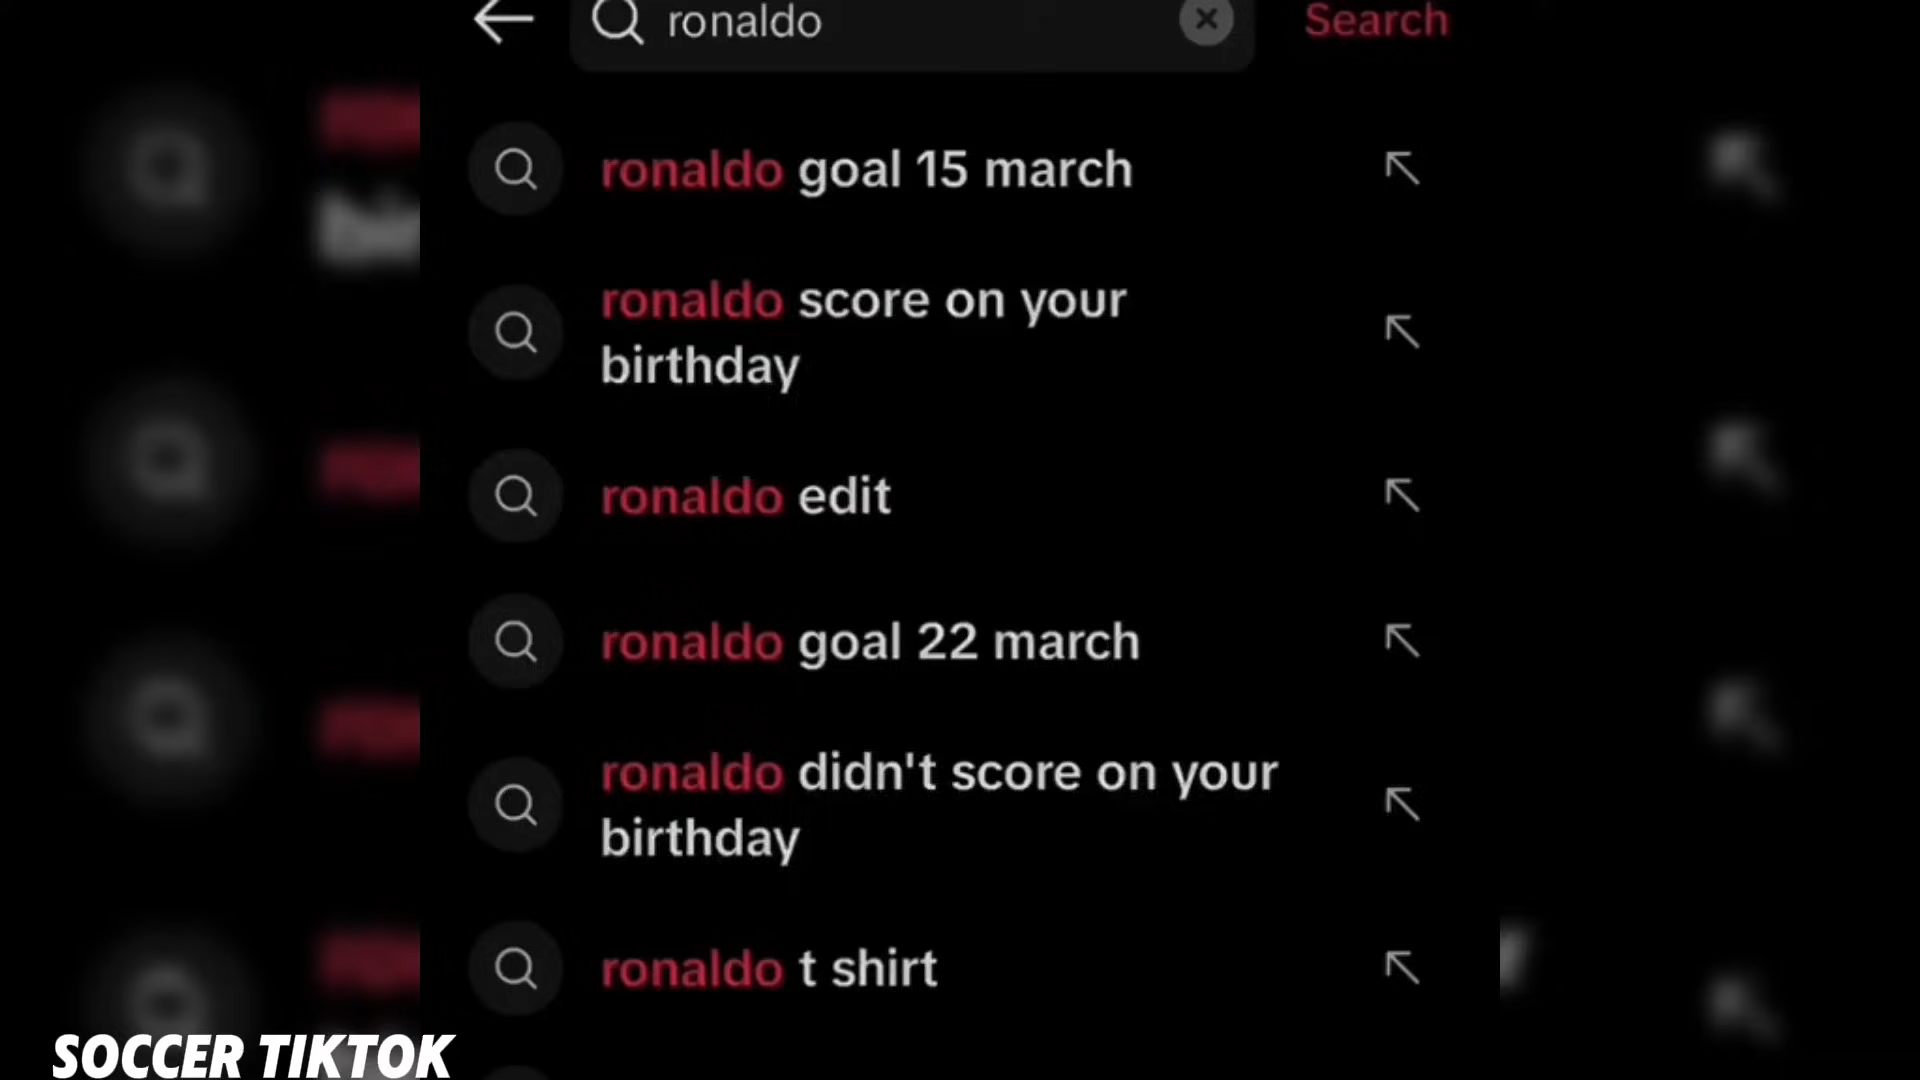 ronaldo
Search
ronaldo goal 15 march
ronaldo score on your
birthday
ronaldo edit
ronaldo goal 22 march
ronaldo didn't score on your
birthday
ronaldo t shirt
SOCCER TIKTOK